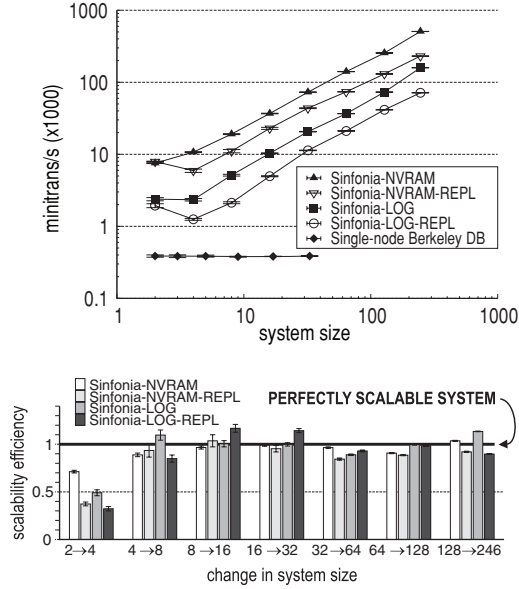 1000
100
10
1
0.1
minitrans/s (x1000)
Sinfonia-NVRAM
Sinfonia-NVRAM-REPL
Sinfonia-LOG
Sinfonia-LOG-REPL
Single-node Berkeley DB
1 10 100 1000
system size
Sinfonia-NVRAM
Sinfonia-NVRAM-REPL
Sinfonia-LOG
Sinfonia-LOG-REPL
PERFECTLY SCALABLE SYSTEM
scalability efficiency
1
0.5
0
2→4 4→8 8→16 16→32 32→64 64→128 128→246
change in system size